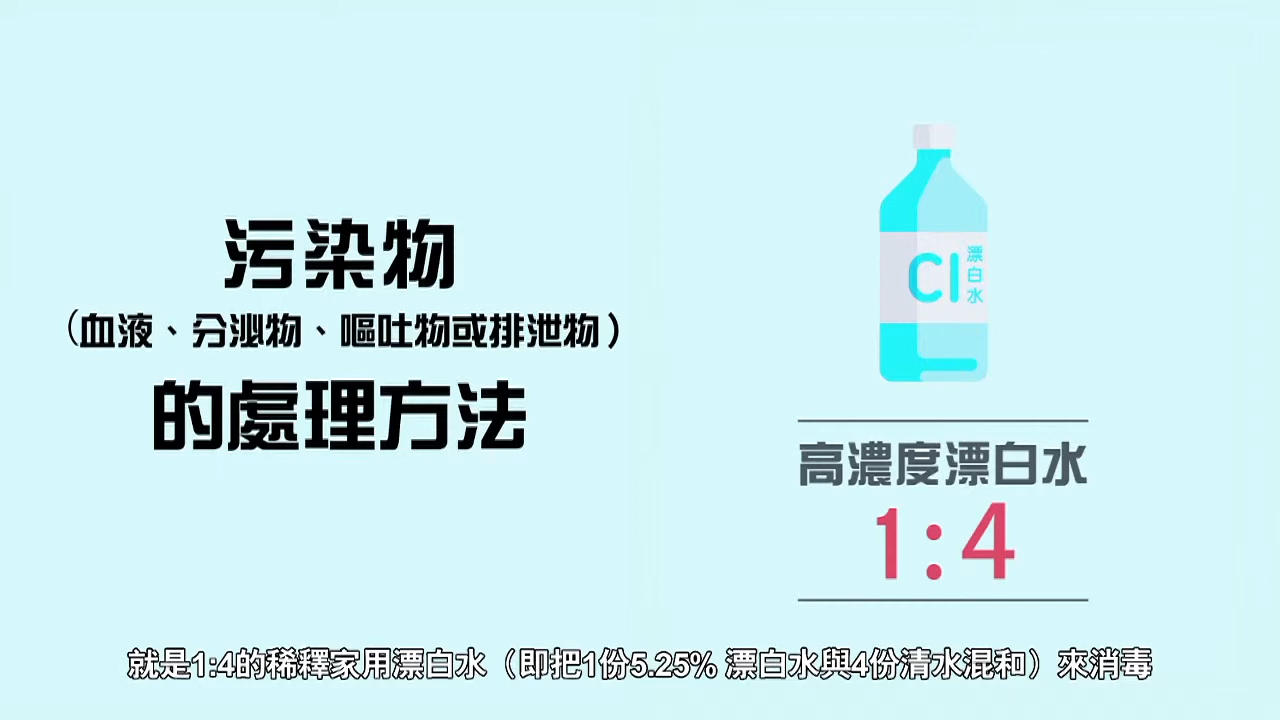 污染物
（血液、分泌物、嘔吐物或排泄物）
的處理方法
Cl
漂白水
高濃度漂白水
1:4
就是1:4的稀釋家用漂白水（即把1份5.25% 漂白水與4份清水混和）來消毒